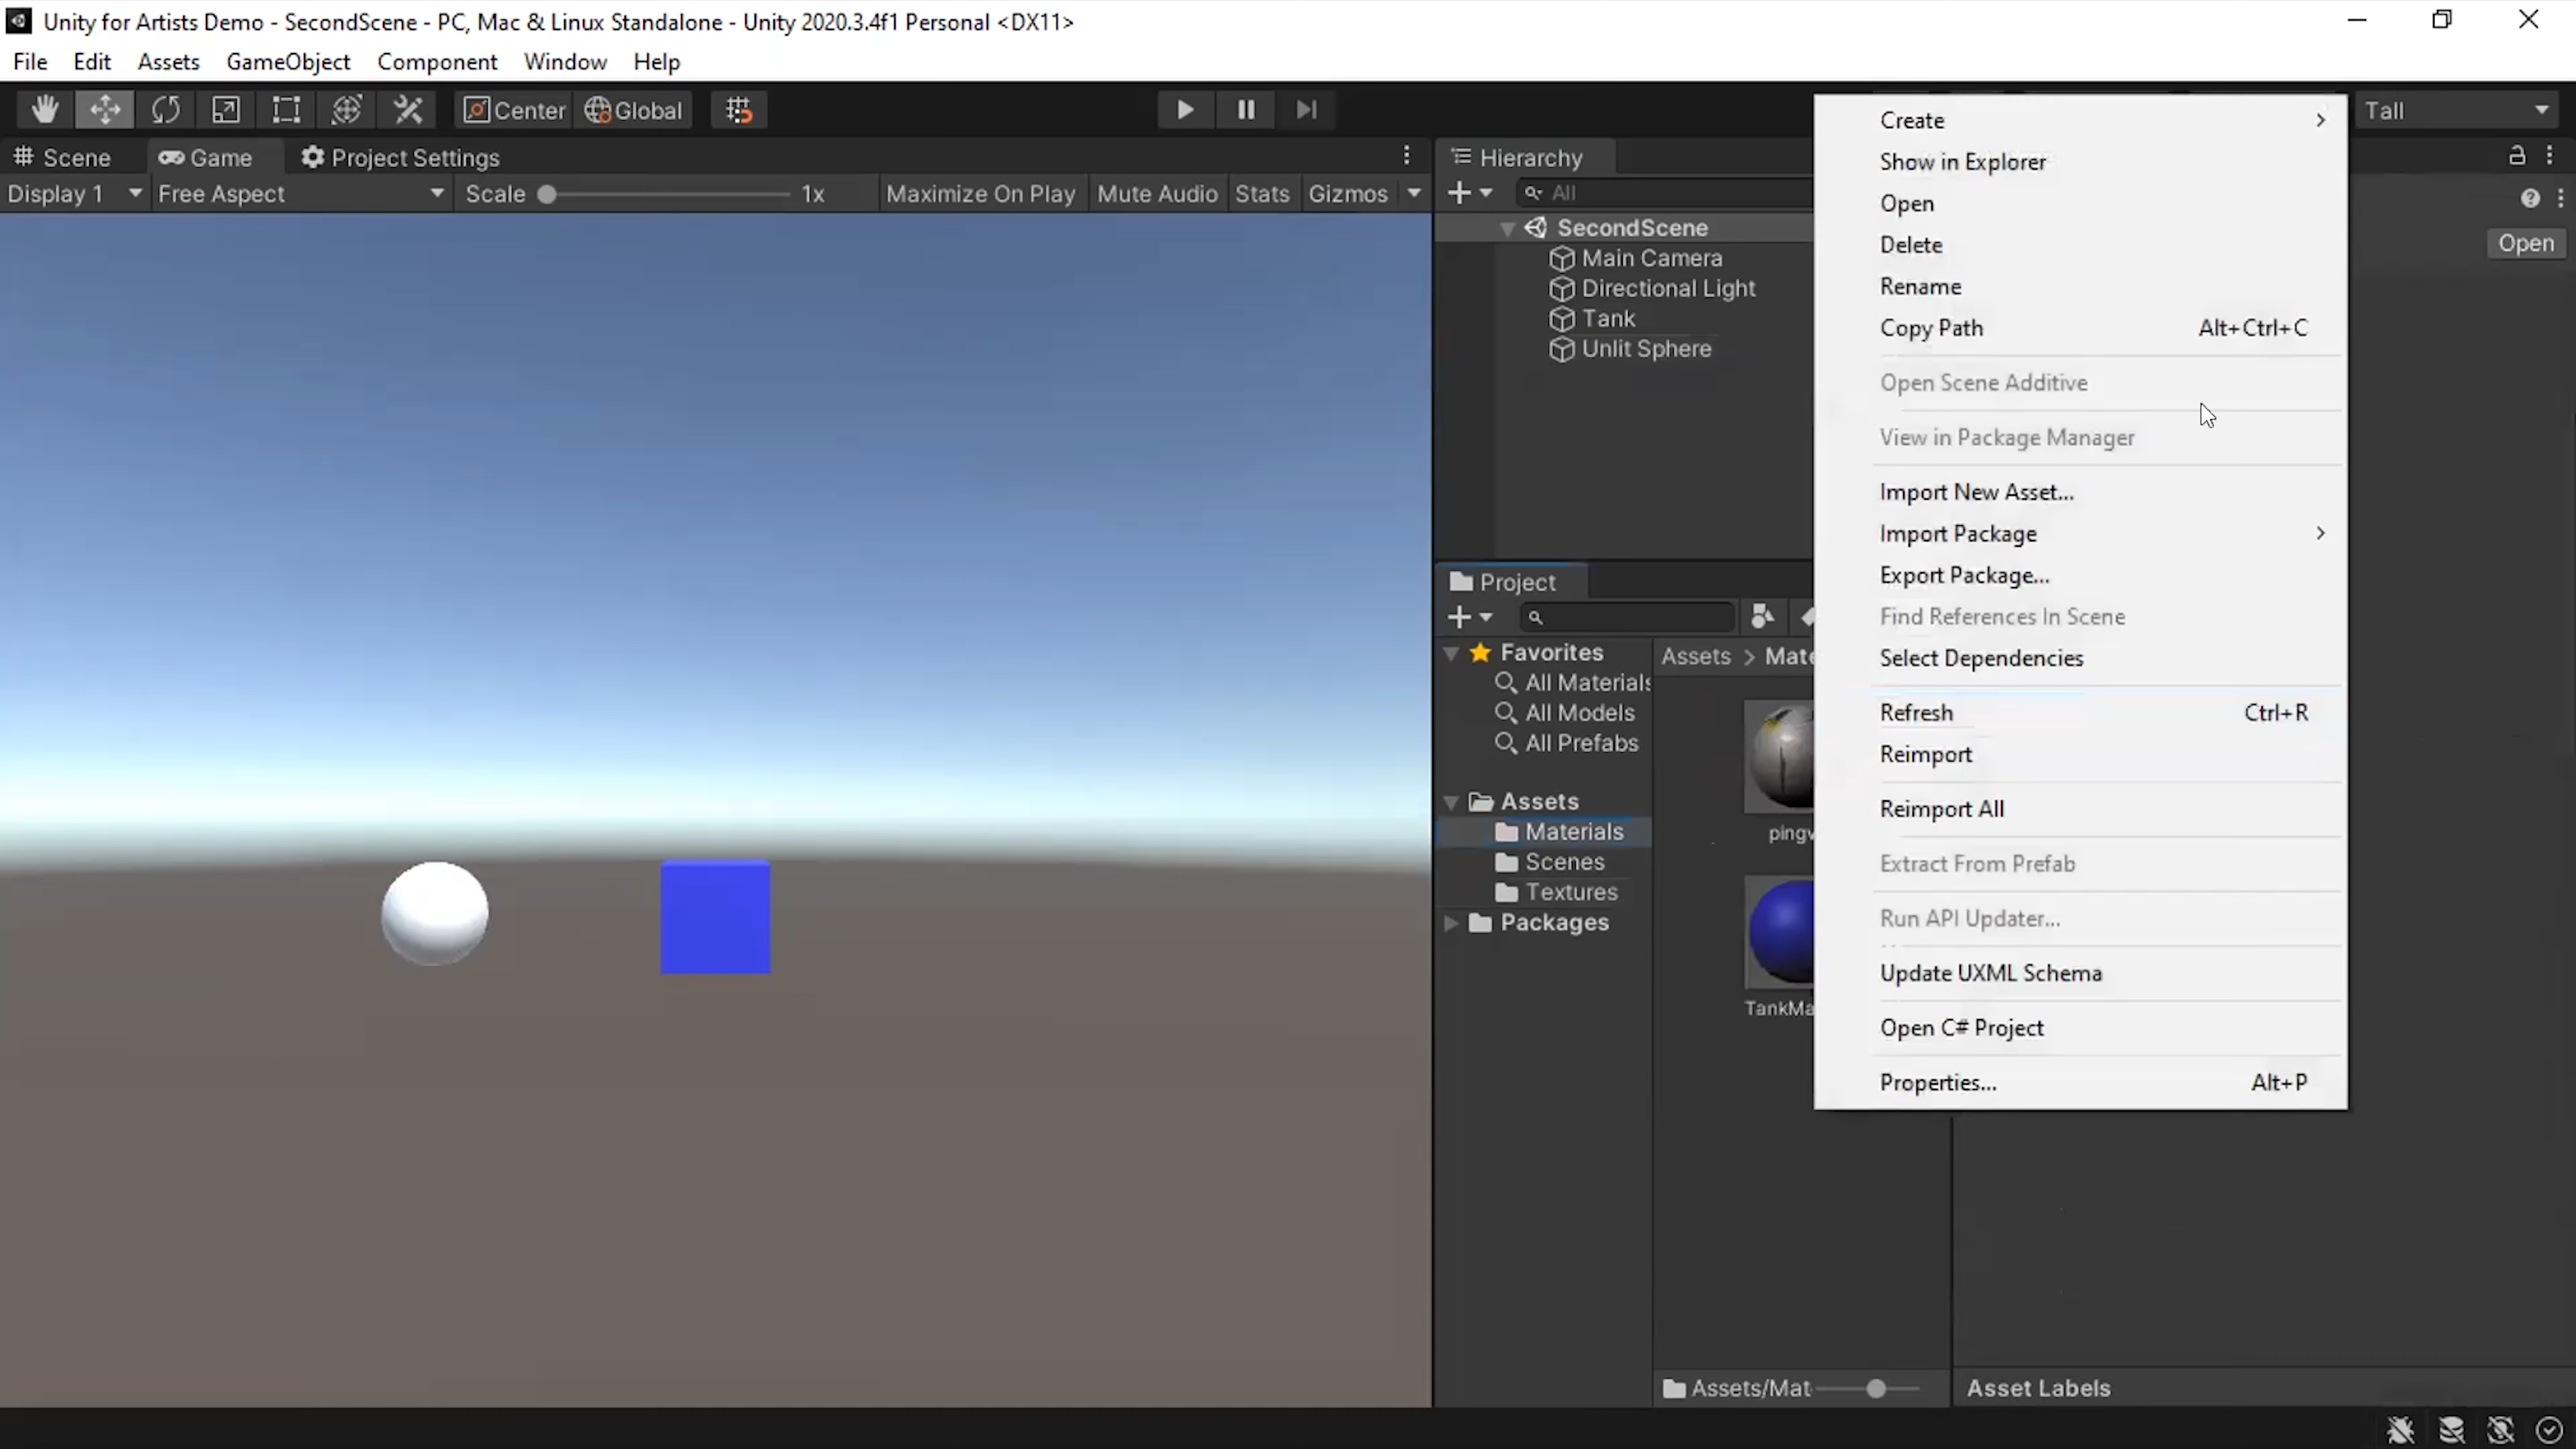 Unity for Artists Demo - SecondScene - PC, Mac & Linux Standalone - Unity 2020.3.4f1 Personal <DX11>
File Edit Assets GameObject Component Window Help
Center Global
Tall
Scene Game Project Settings
Display 1 Free Aspect Scale 1x Maximize On Play Mute Audio Stats Gizmos
Hierarchy
All
SecondScene
Main Camera
Directional Light
Tank
Unlit Sphere
Project
Favorites
All Materials
All Models
All Prefabs
Assets
Materials
Scenes
Textures
Packages
Assets > Mate
pingv
TankMa
Assets/Mat
Create
Show in Explorer
Open
Delete
Rename
Copy Path Alt+Ctrl+C
Open Scene Additive
View in Package Manager
Import New Asset...
Import Package
Export Package...
Find References In Scene
Select Dependencies
Refresh Ctrl+R
Reimport
Reimport All
Extract From Prefab
Run API Updater...
Update UXML Schema
Open C# Project
Properties... Alt+P
Open
Asset Labels